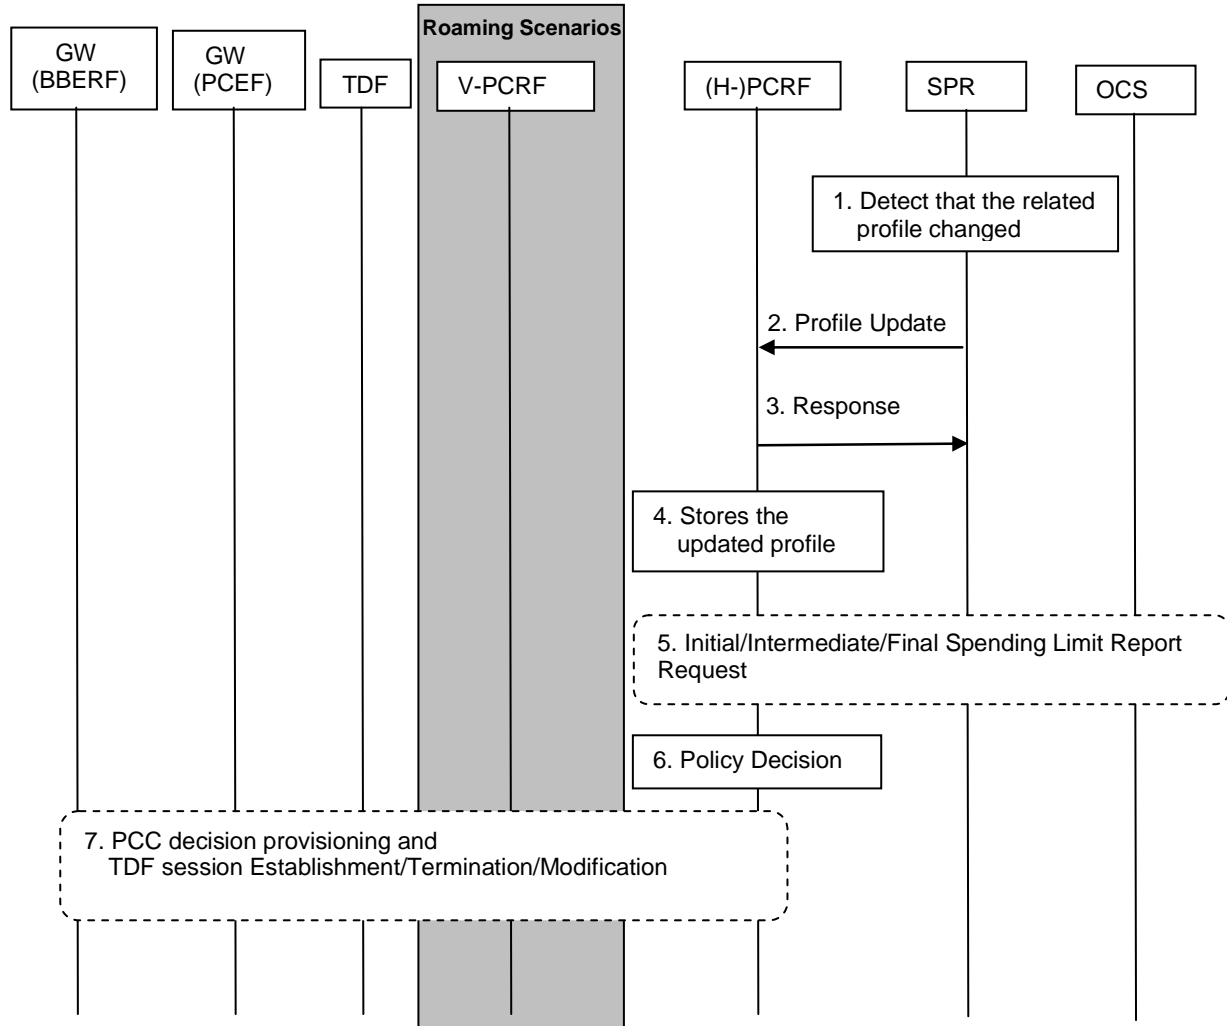 Roaming Scenarios
GW
(BBERF)
GW
(PCEF)
TDF
V-PCRF
(H-)PCRF
SPR
OCS
1. Detect that the related
profile changed
2. Profile Update
3. Response
4. Stores the
updated profile
5. Initial/Intermediate/Final Spending Limit Report
Request
6. Policy Decision
7. PCC decision provisioning and
TDF session Establishment/Termination/Modification